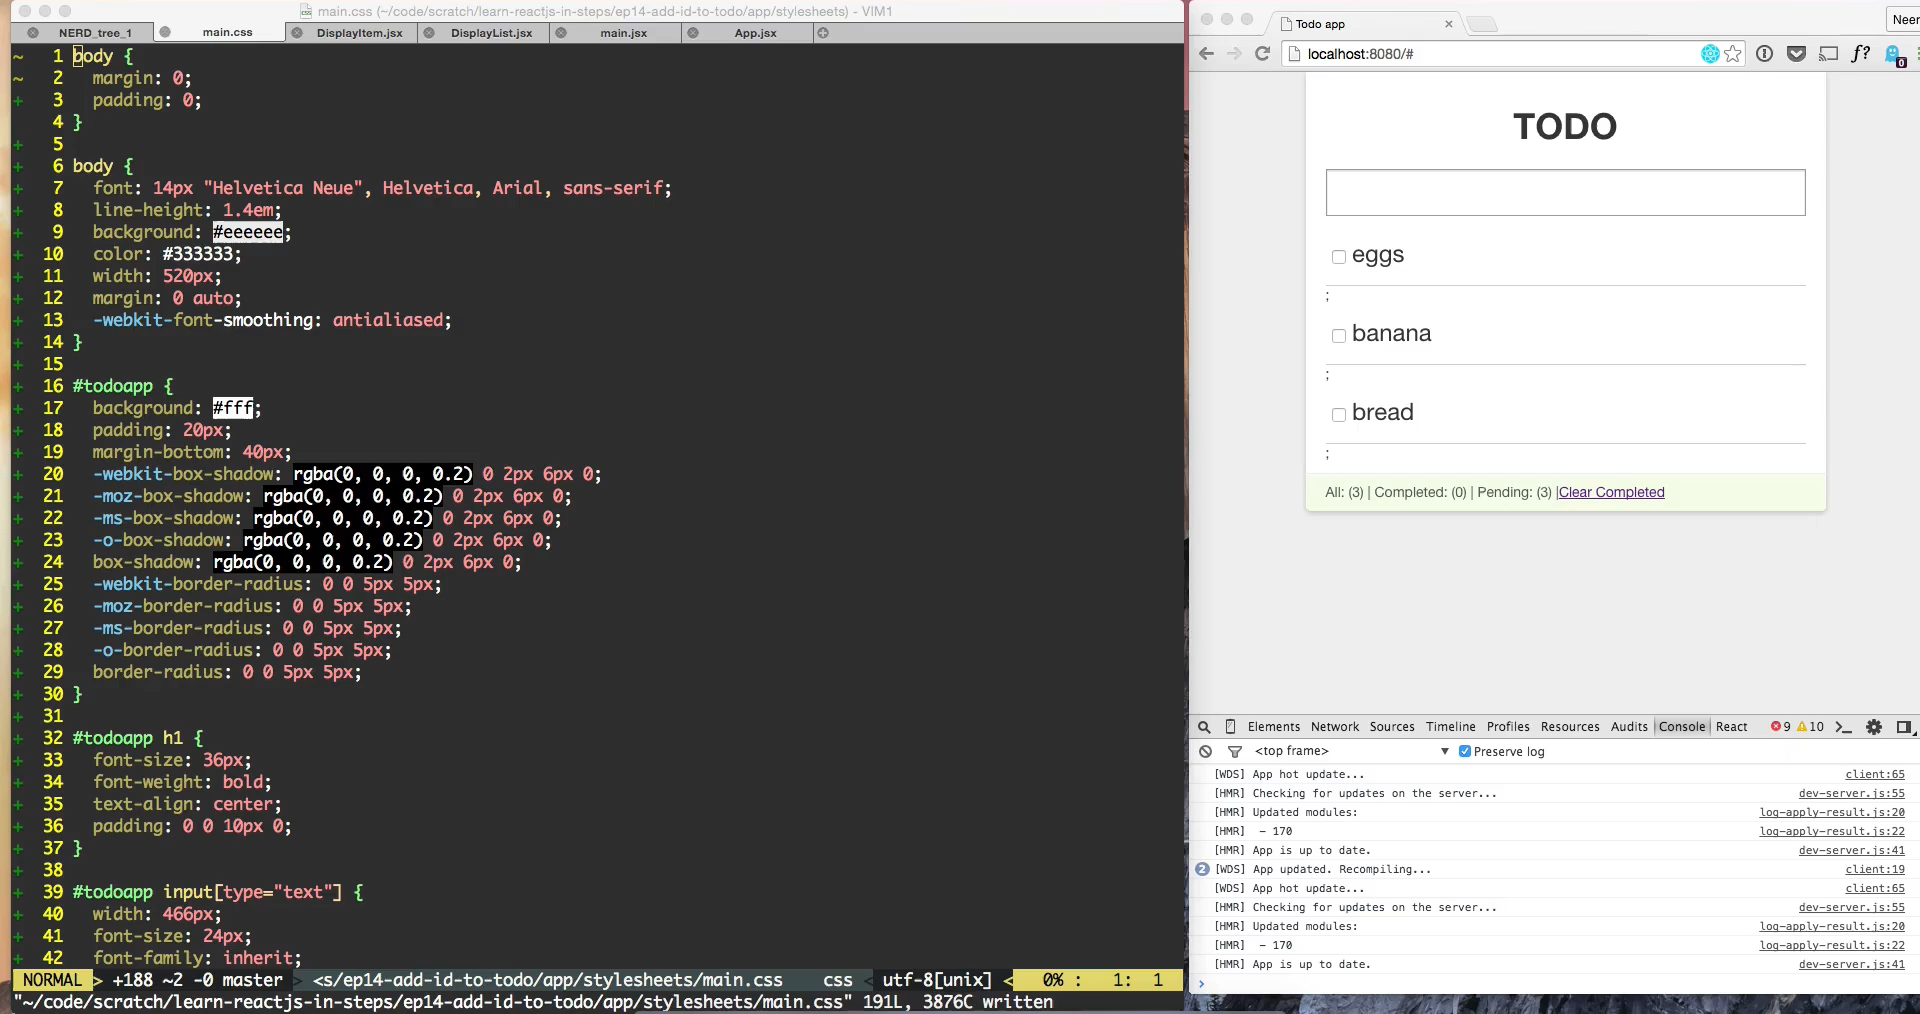 main.css (~/code/scratch/learn-reactjs-in-steps/ep14-add-id-to-todo/app/stylesheets) - VIM1
NERD_tree_1 main.css DisplayItem.jsx DisplayList.jsx main.jsx App.jsx
~ 1 body {
~ 2 margin: 0;
+ 3 padding: 0;
4 }
+ 5
+ 6 body {
+ 7 font: 14px "Helvetica Neue", Helvetica, Arial, sans-serif;
+ 8 line-height: 1.4em;
+ 9 background: #eeeeee;
+ 10 color: #333333;
+ 11 width: 520px;
+ 12 margin: 0 auto;
+ 13 -webkit-font-smoothing: antialiased;
+ 14 }
+ 15
+ 16 #todoapp {
+ 17 background: #fff;
+ 18 padding: 20px;
+ 19 margin-bottom: 40px;
+ 20 -webkit-box-shadow: rgba(0, 0, 0, 0.2) 0 2px 6px 0;
+ 21 -moz-box-shadow: rgba(0, 0, 0, 0.2) 0 2px 6px 0;
+ 22 -ms-box-shadow: rgba(0, 0, 0, 0.2) 0 2px 6px 0;
+ 23 -o-box-shadow: rgba(0, 0, 0, 0.2) 0 2px 6px 0;
+ 24 box-shadow: rgba(0, 0, 0, 0.2) 0 2px 6px 0;
+ 25 -webkit-border-radius: 0 0 5px 5px;
+ 26 -moz-border-radius: 0 0 5px 5px;
+ 27 -ms-border-radius: 0 0 5px 5px;
+ 28 -o-border-radius: 0 0 5px 5px;
+ 29 border-radius: 0 0 5px 5px;
+ 30 }
+ 31
+ 32 #todoapp h1 {
+ 33 font-size: 36px;
+ 34 font-weight: bold;
+ 35 text-align: center;
+ 36 padding: 0 0 10px 0;
+ 37 }
+ 38
+ 39 #todoapp input[type="text"] {
+ 40 width: 466px;
+ 41 font-size: 24px;
+ 42 font-family: inherit;
NORMAL > +188 ~2 -0 master > <s/ep14-add-id-to-todo/app/stylesheets/main.css css < utf-8[unix] < 0% : 1: 1
"~/code/scratch/learn-reactjs-in-steps/ep14-add-id-to-todo/app/stylesheets/main.css" 191L, 3876C written
Todo app
Neer
localhost:8080/#
f?
0
TODO
eggs
;
banana
;
bread
;
All: (3) | Completed: (0) | Pending: (3) |Clear Completed
Elements Network Sources Timeline Profiles Resources Audits Console React 9 10
<top frame> Preserve log
[WDS] App hot update... client:65
[HMR] Checking for updates on the server... dev-server.js:55
[HMR] Updated modules: log-apply-result.js:20
[HMR] - 170 log-apply-result.js:22
[HMR] App is up to date. dev-server.js:41
2 [WDS] App updated. Recompiling... client:19
[WDS] App hot update... client:65
[HMR] Checking for updates on the server... dev-server.js:55
[HMR] Updated modules: log-apply-result.js:20
[HMR] - 170 log-apply-result.js:22
[HMR] App is up to date. dev-server.js:41
>